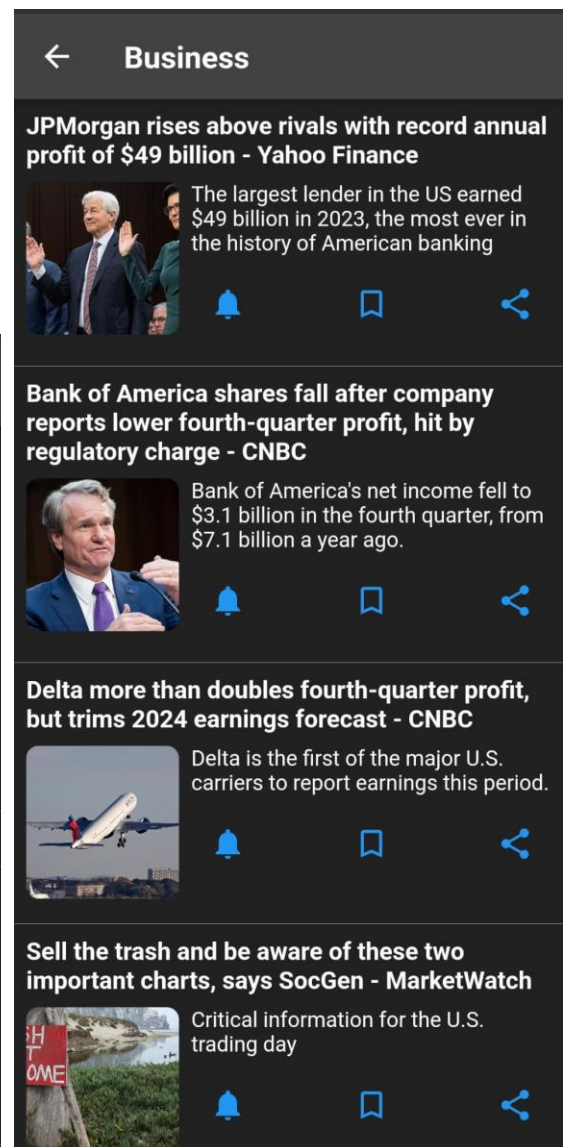 Business
JPMorgan rises above rivals with record annual
profit of $49 billion - Yahoo Finance
The largest lender in the US earned
$49 billion in 2023, the most ever in
the history of American banking
Bank of America shares fall after company
reports lower fourth-quarter profit, hit by
regulatory charge - CNBC
Bank of America's net income fell to
$3.1 billion in the fourth quarter, from
$7.1 billion a year ago.
Delta more than doubles fourth-quarter profit,
but trims 2024 earnings forecast - CNBC
Delta is the first of the major U.S.
carriers to report earnings this period.
Sell the trash and be aware of these two
important charts, says SocGen - MarketWatch
Critical information for the U.S.
trading day
SH
T
OME